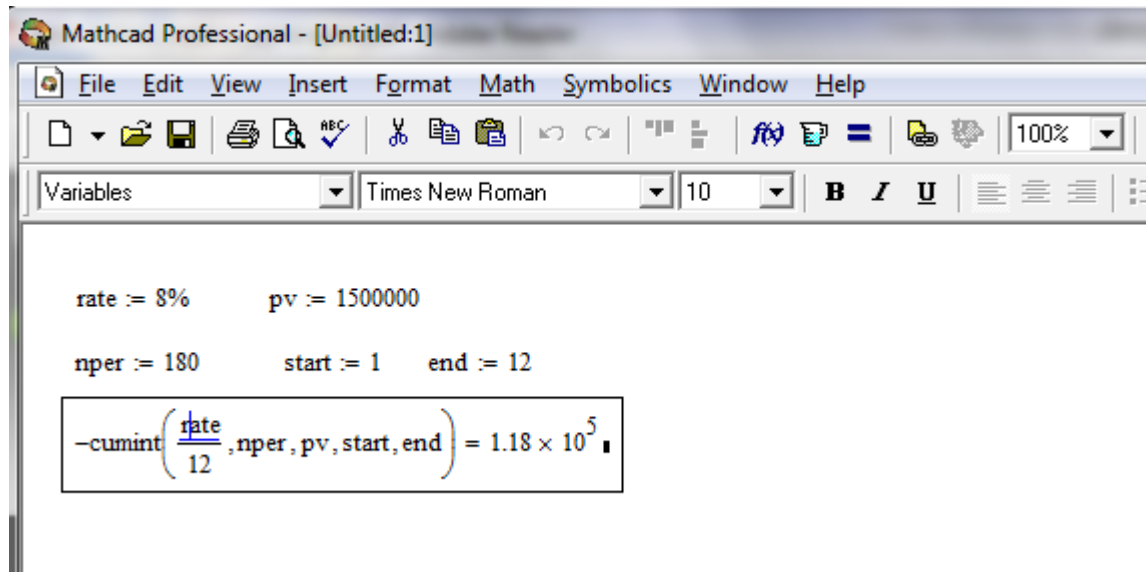 Mathcad Professional - [Untitled:1]
File Edit View Insert Format Math Symbolics Window Help
ABC f(x) = 100%
Variables Times New Roman 10 B I U
rate := 8% pv := 1500000
nper := 180 start := 1 end := 12
-cumint(rate/12, nper, pv, start, end) = 1.18 × 10^5